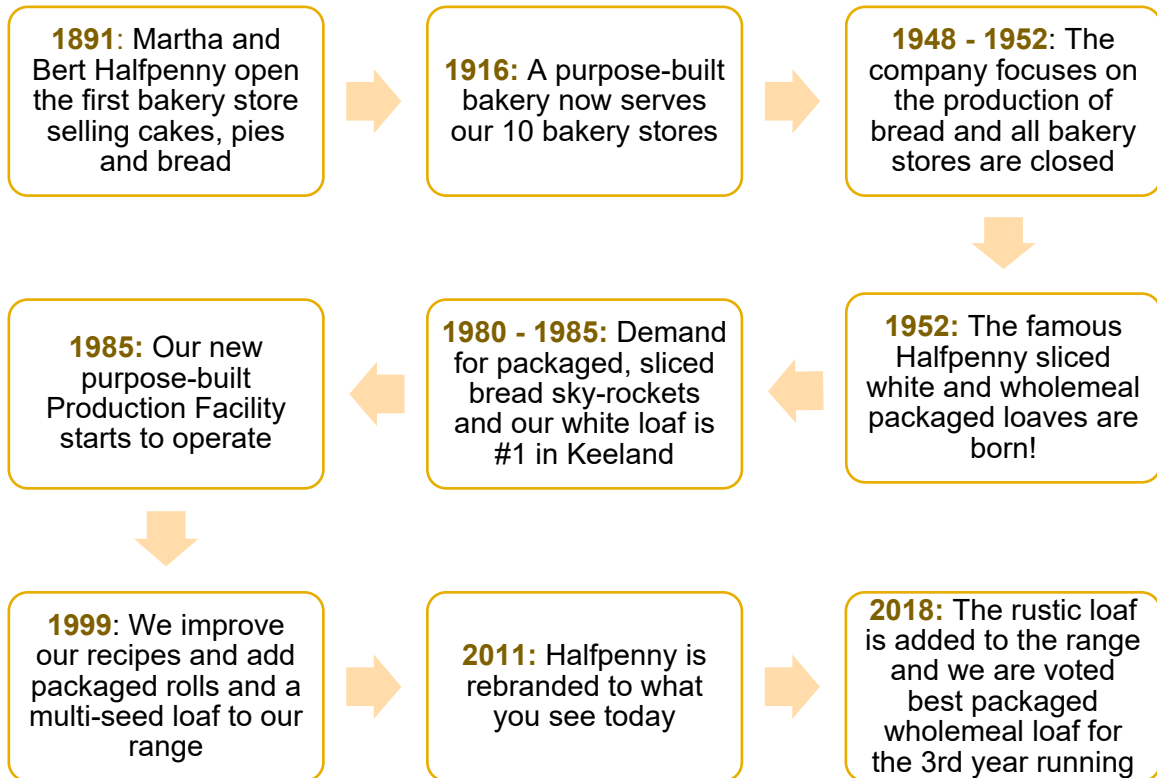 1891: Martha and
Bert Halfpenny open
the first bakery store
selling cakes, pies
and bread
1916: A purpose-built
bakery now serves
our 10 bakery stores
1948 - 1952: The
company focuses on
the production of
bread and all bakery
stores are closed
1952: The famous
Halfpenny sliced
white and wholemeal
packaged loaves are
born!
1980 - 1985: Demand
for packaged, sliced
bread sky-rockets
and our white loaf is
#1 in Keeland
1985: Our new
purpose-built
Production Facility
starts to operate
1999: We improve
our recipes and add
packaged rolls and a
multi-seed loaf to our
range
2011: Halfpenny is
rebranded to what
you see today
2018: The rustic loaf
is added to the range
and we are voted
best packaged
wholemeal loaf for
the 3rd year running